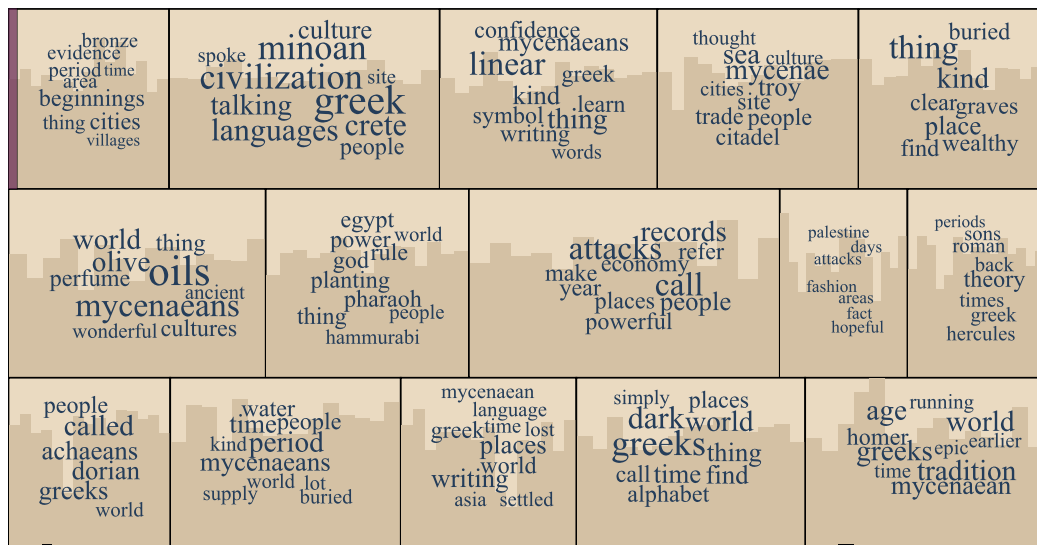 bronze
evidence
period time
area
beginnings
thing cities
villages
culture
minoan
spoke
civilization site
talking greek
languages crete
people
confidence
mycenaeans
linear
greek
kind
learn
symbol thing
writing
words
thought
sea culture
mycenae
cities troy
site
trade people
citadel
buried
thing
kind
clear graves
place
find wealthy
world thing
olive oils
perfume
ancient
mycenaeans
wonderful cultures
egypt
power world
god rule
planting
pharaoh
thing people
hammurabi
records
attacks refer
make economy
year call
places people
powerful
palestine
days
attacks
fashion
areas
fact
hopeful
periods
sons
roman
back
theory
times
greek
hercules
people
called
achaeans
dorian
greeks
world
water
time people
kind period
mycenaeans
world lot
supply buried
mycenaean
language
greek time lost
places
world
writing
asia settled
simply places
dark world
greeks thing
call time find
alphabet
age running
world
homer earlier
greeks epic
time tradition
mycenaean